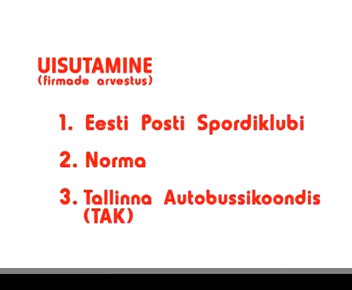 UISUTAMINE
(firmade arvestus)
1. Eesti Posti Spordiklubi
2. Norma
3. Tallinna Autobussikoondis
(TAK)